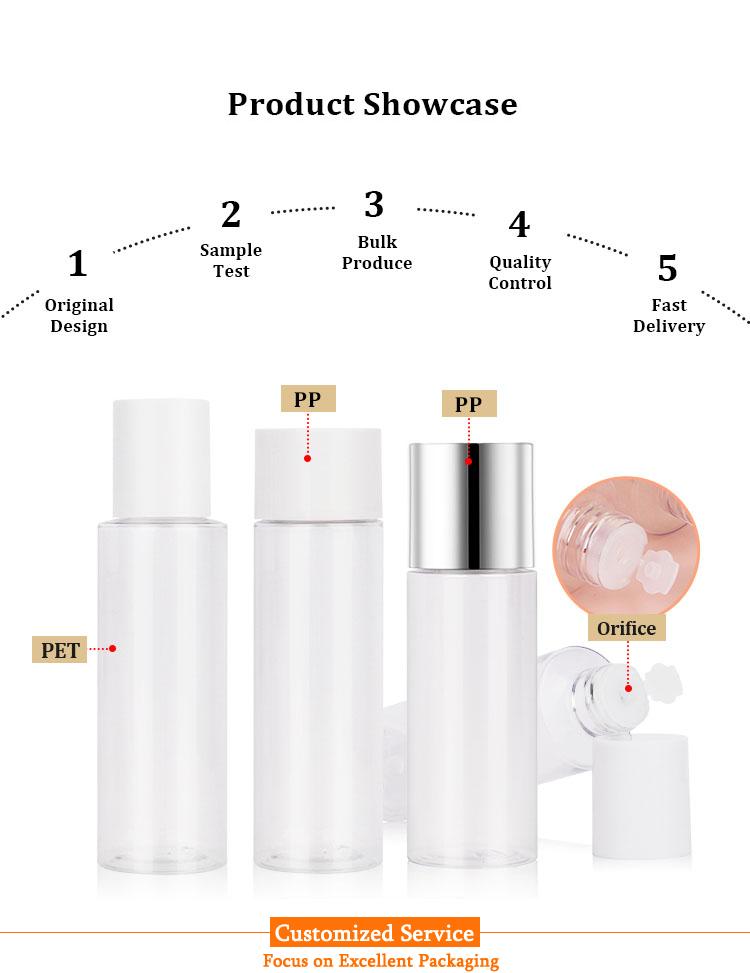 Product Showcase
1
Original
Design
2
Sample
Test
3
Bulk
Produce
4
Quality
Control
5
Fast
Delivery
PP
PP
Orifice
PET
Customized Service
Focus on Excellent Packaging